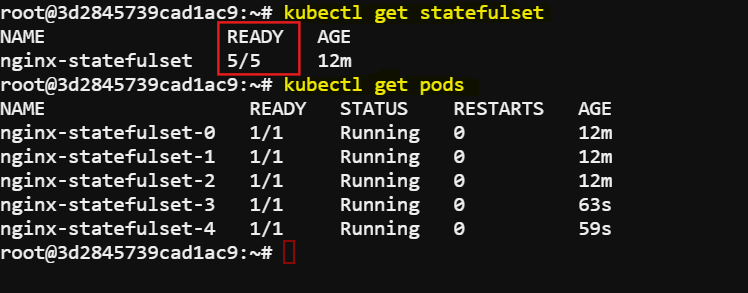 root@3d2845739cad1ac9:~# kubectl get statefulset
NAME                READY   AGE
nginx-statefulset   5/5     12m
root@3d2845739cad1ac9:~# kubectl get pods
NAME                  READY   STATUS    RESTARTS   AGE
nginx-statefulset-0   1/1     Running   0          12m
nginx-statefulset-1   1/1     Running   0          12m
nginx-statefulset-2   1/1     Running   0          12m
nginx-statefulset-3   1/1     Running   0          63s
nginx-statefulset-4   1/1     Running   0          59s
root@3d2845739cad1ac9:~#